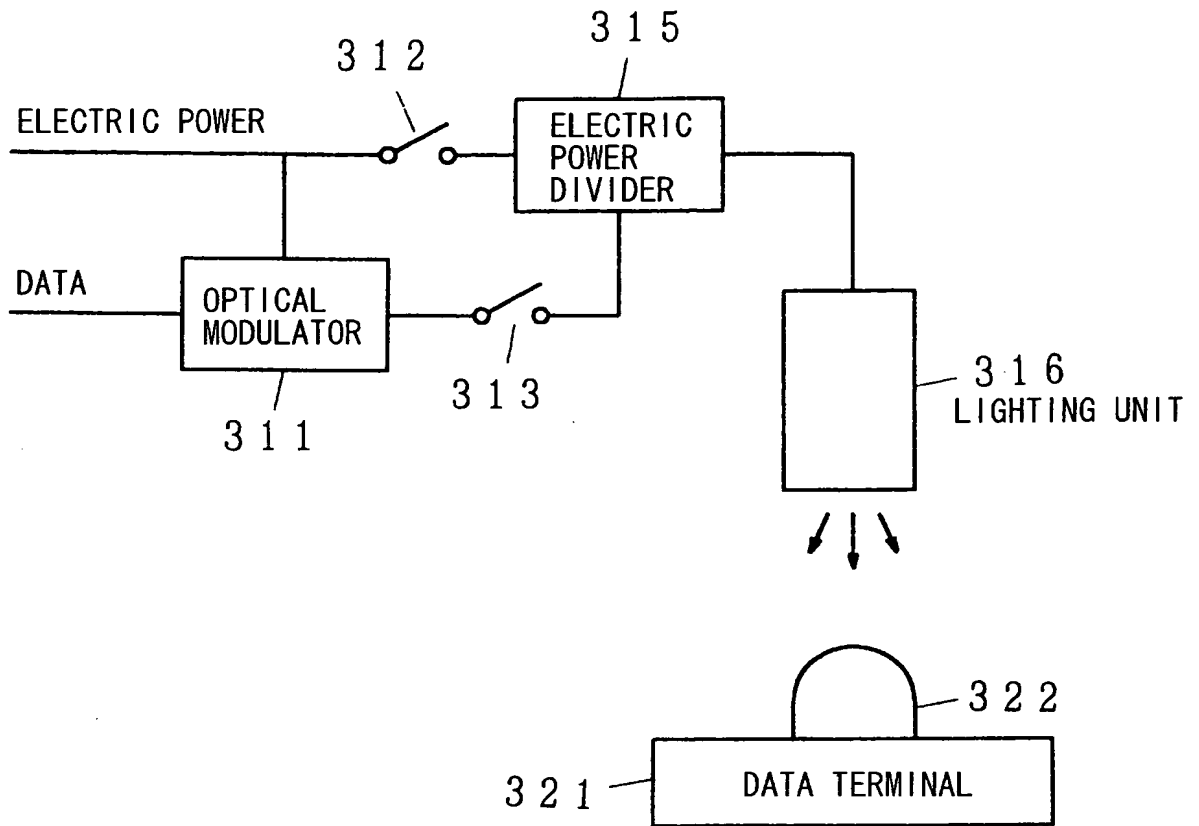 315
312
ELECTRIC POWER
ELECTRIC
POWER
DIVIDER
DATA
OPTICAL
MODULATOR
313
311
316
LIGHTING UNIT
322
321
DATA TERMINAL